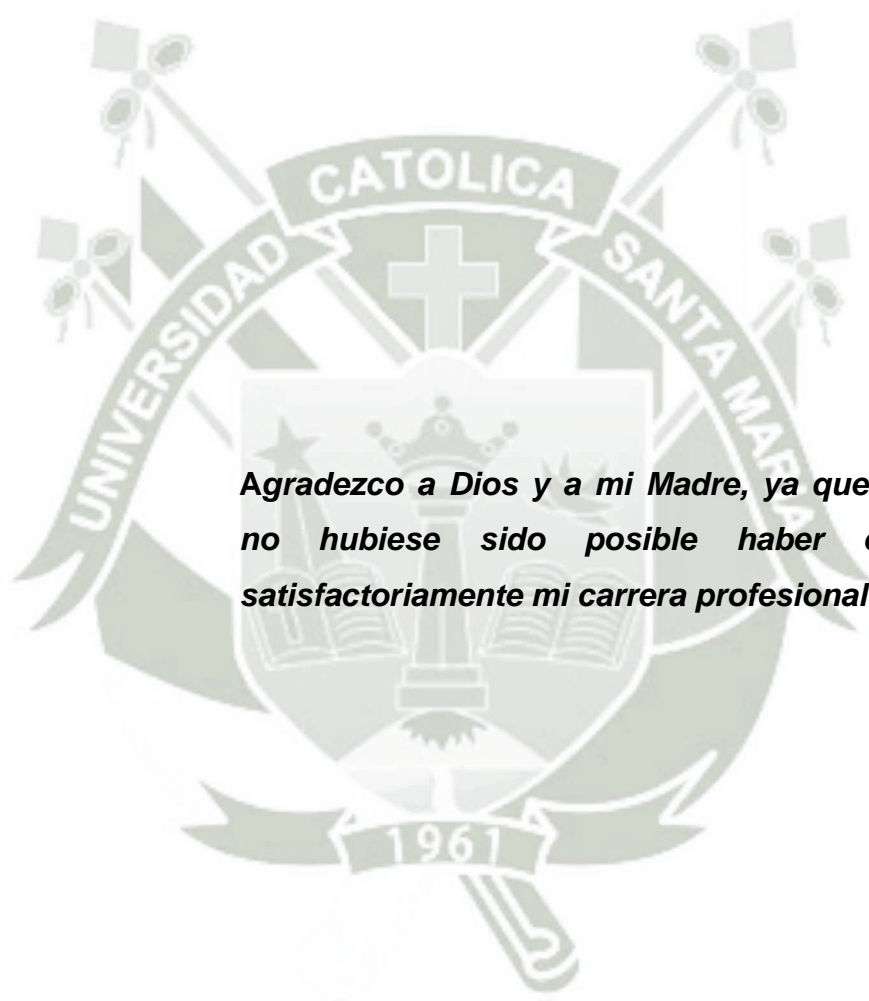 CATOLICA
UNIVERSIDAD
SANTA MARIA
Agradezco a Dios y a mi Madre, ya que
no hubiese sido posible haber
satisfactoriamente mi carrera profesional
1961